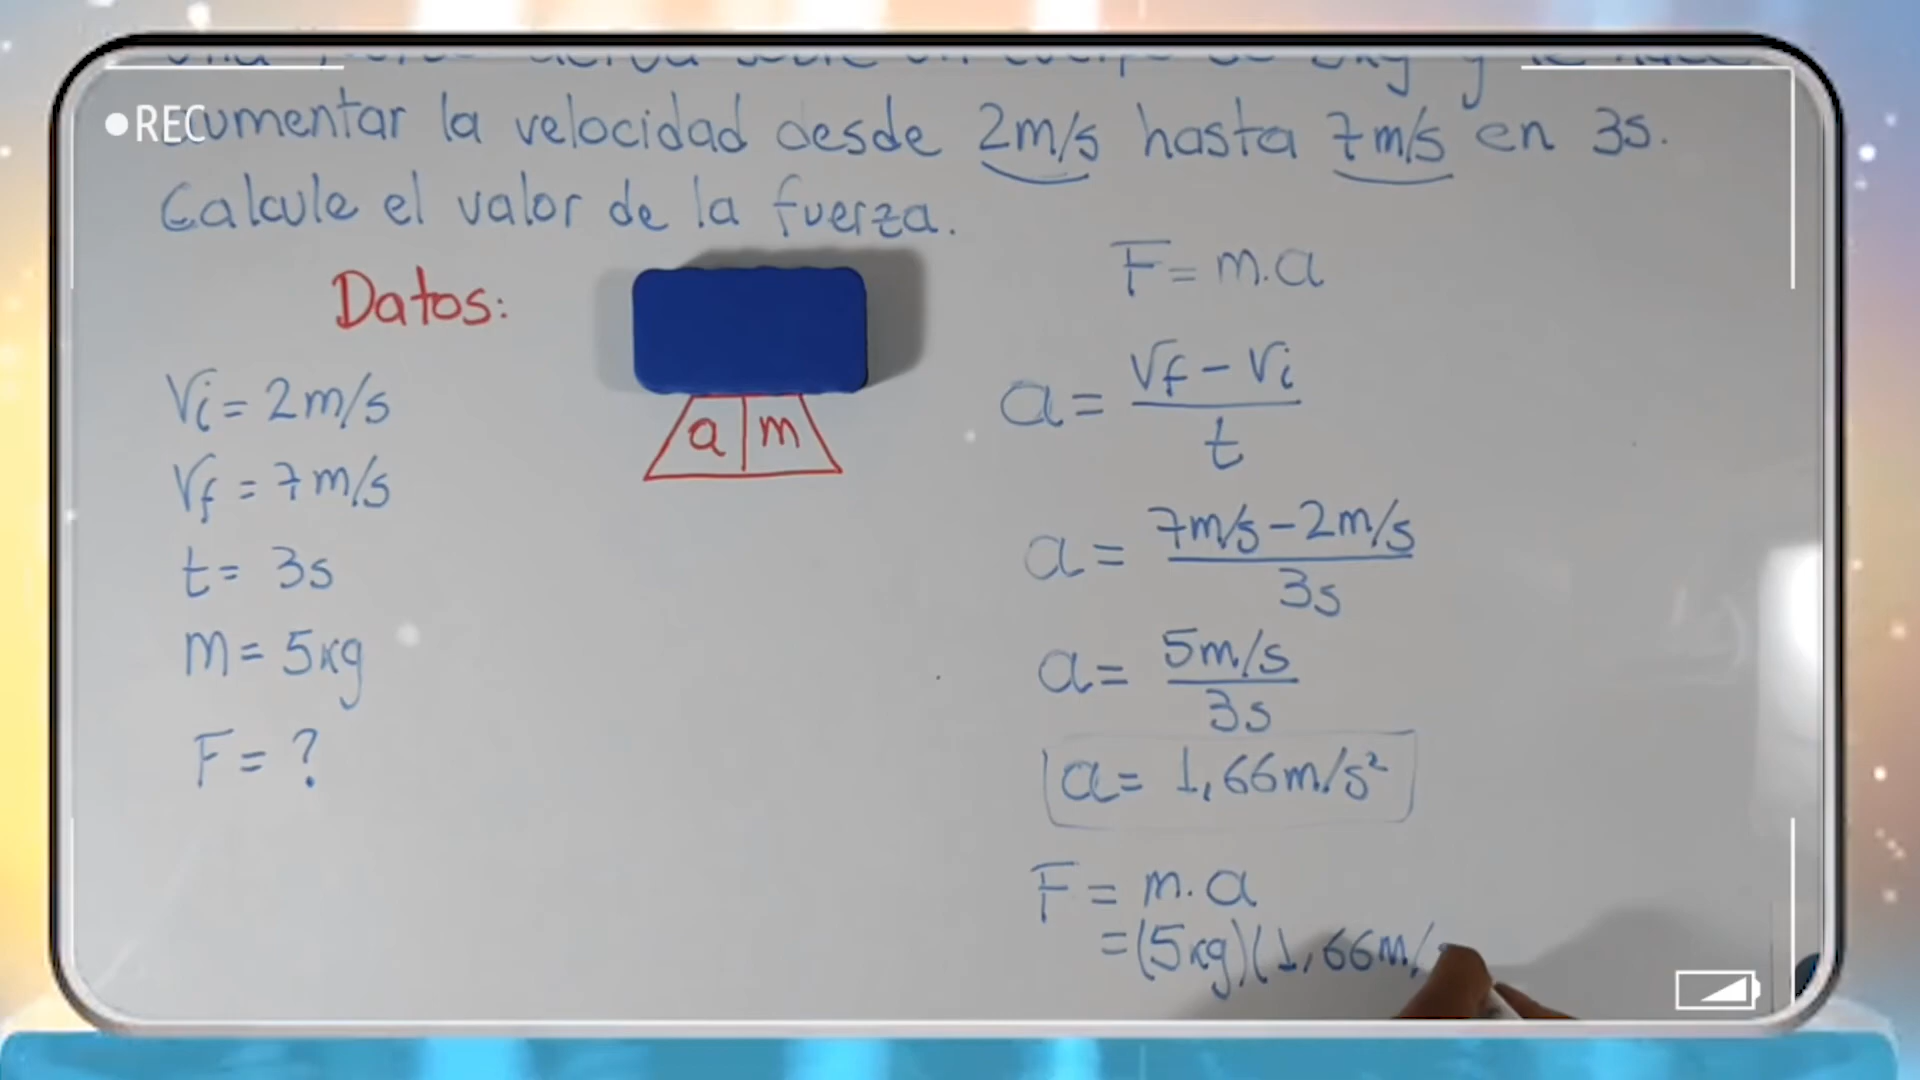 REC
aumentar la velocidad desde 2m/s hasta 7m/s en 3s.
Calcule el valor de la fuerza.
Datos:
Vi = 2m/s
Vf = 7m/s
t = 3s
m = 5kg
F = ?
a m
F = m.a
a = Vf - Vi
t
a = 7m/s - 2m/s
3s
a = 5m/s
3s
a = 1,66m/s²
F = m.a
= (5kg)(1,66m/